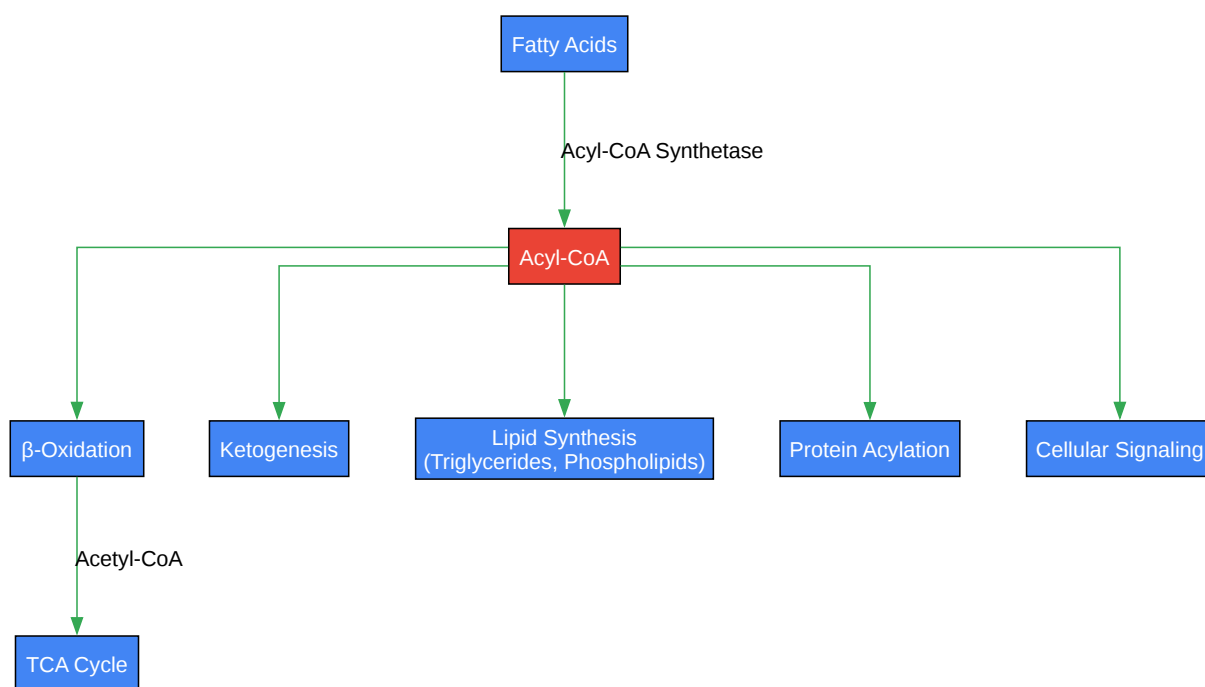 Fatty Acids
Acyl-CoA Synthetase
Acyl-CoA
β-Oxidation
Ketogenesis
Lipid Synthesis
(Triglycerides, Phospholipids)
Protein Acylation
Cellular Signaling
Acetyl-CoA
TCA Cycle